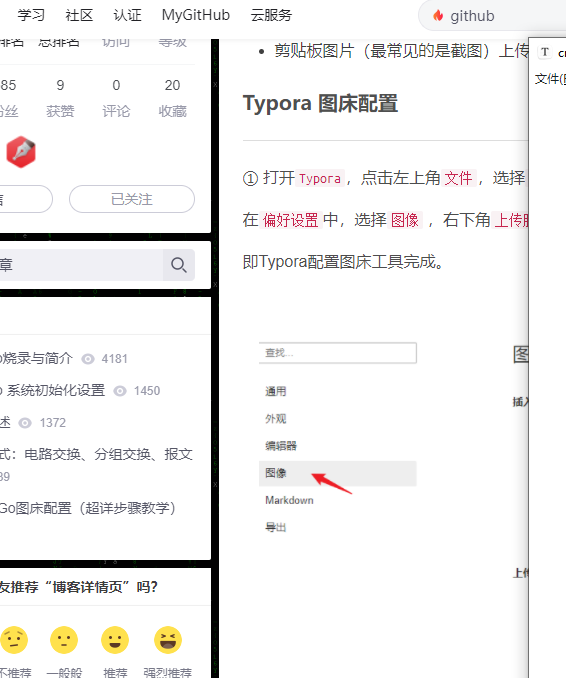 学习 社区 认证 MyGitHub 云服务
github
排名 总排名 访问 等级
85 9 0 20
粉丝 获赞 评论 收藏
已关注
章
烧录与简介 4181
系统初始化设置 1450
述 1372
式：电路交换、分组交换、报文
39
Go图床配置（超详步骤教学）
友推荐“博客详情页”吗？
不推荐 一般般 推荐 强烈推荐
剪贴板图片（最常见的是截图）上传
Typora 图床配置
① 打开 Typora ，点击左上角 文件 ，选择
在 偏好设置 中，选择 图像 ，右下角 上传服
即Typora配置图床工具完成。
查找...
通用
外观
编辑器
图像
Markdown
导出
图
插入
上传
T
文件(